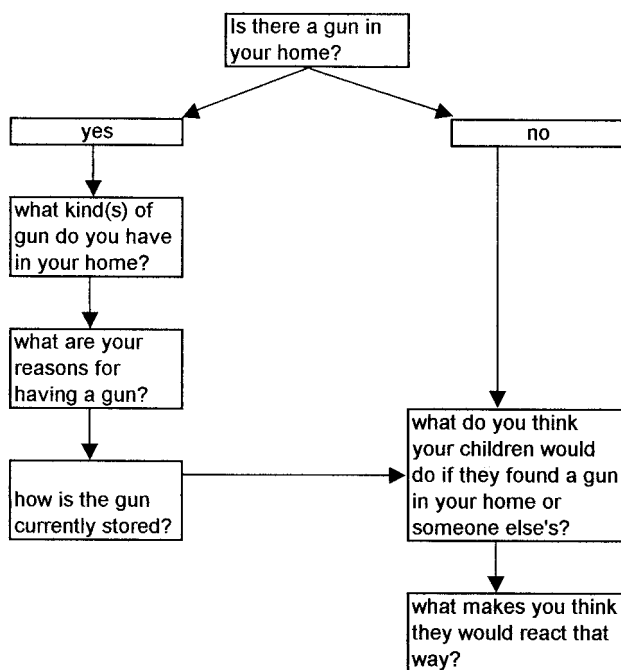 Is there a gun in
your home?
yes
no
what kind(s) of
gun do you have
in your home?
what are your
reasons for
having a gun?
how is the gun
currently stored?
what do you think
your children would
do if they found a gun
in your home or
someone else's?
what makes you think
they would react that
way?